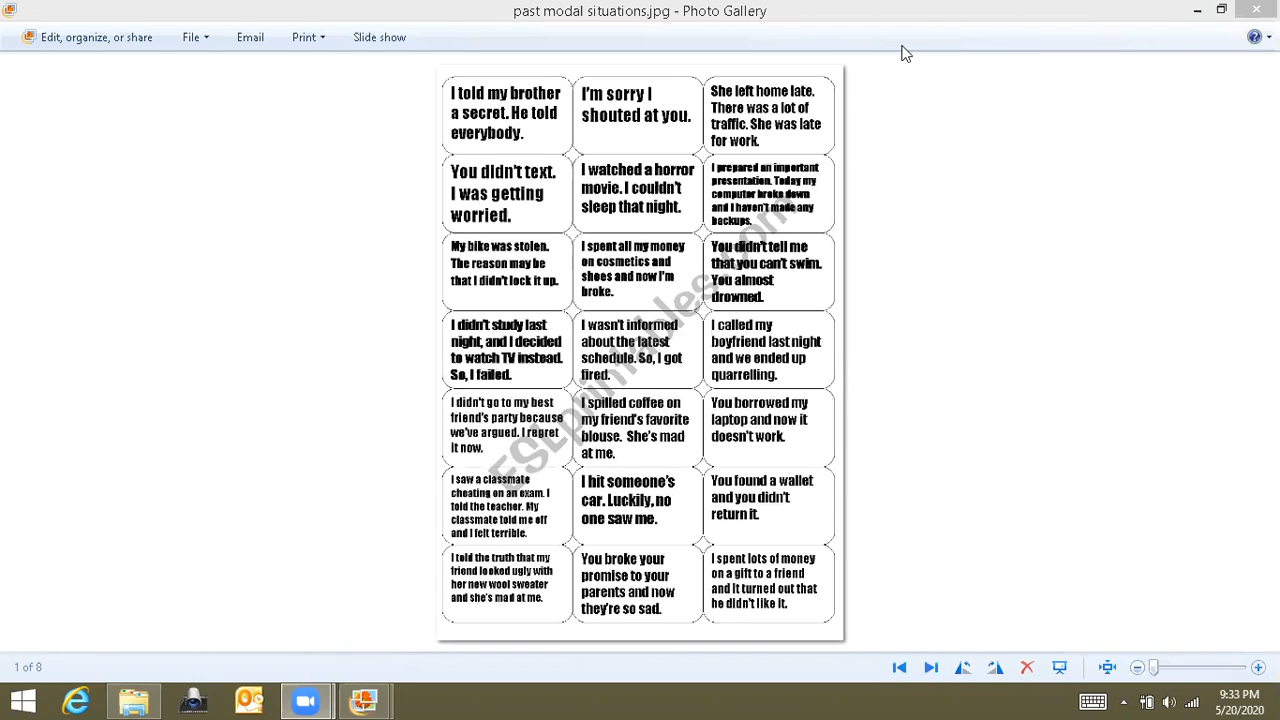 past modal situations.jpg - Photo Gallery
Edit, organize, or share
File
Email
Print
Slide show
I told my brother
a secret. He told
everybody.
I'm sorry I
shouted at you.
She left home late.
There was a lot of
traffic. She was late
for work.
You didn't text.
I was getting
worried.
I watched a horror
movie. I couldn't
sleep that night.
I prepared an important
presentation. Today my
computer broke down
and I haven't made any
backups.
My bike was stolen.
The reason may be
that I didn't lock it up.
I spent all my money
on cosmetics and
shoes and now I'm
broke.
You didn't tell me
that you can't swim.
You almost
drowned.
I didn't study last
night, and I decided
to watch TV instead.
So, I failed.
I wasn't informed
about the latest
schedule. So, I got
fired.
I called my
boyfriend last night
and we ended up
quarrelling.
I didn't go to my best
friend's party because
we've argued. I regret
it now.
I spilled coffee on
my friend's favorite
blouse. She's mad
at me.
You borrowed my
laptop and now it
doesn't work.
I saw a classmate
cheating on an exam. I
told the teacher. My
classmate told me off
and I felt terrible.
I hit someone's
car. Luckily, no
one saw me.
You found a wallet
and you didn't
return it.
I told the truth that my
friend looked ugly with
her new wool sweater
and she's mad at me.
You broke your
promise to your
parents and now
they're so sad.
I spent lots of money
on a gift to a friend
and it turned out that
he didn't like it.
ESLprintables.com
1 of 8
9:33 PM
5/20/2020